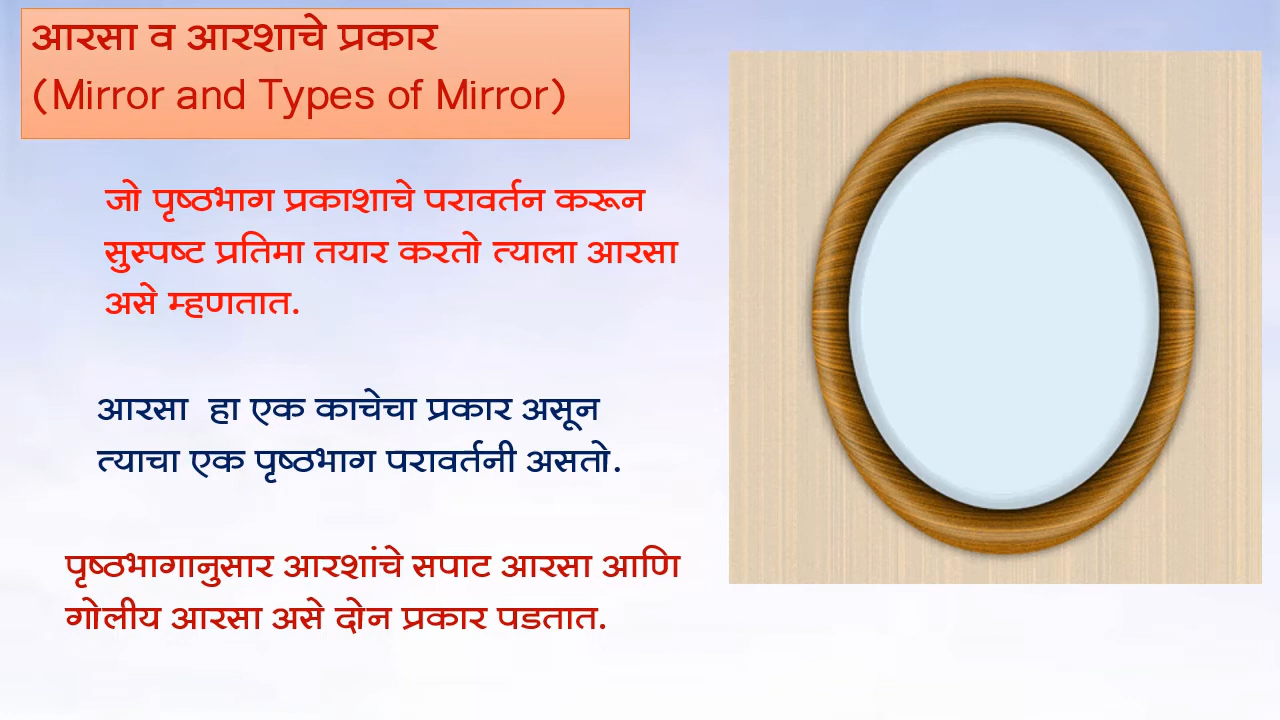 आरसा व आरशाचे प्रकार
(Mirror and Types of Mirror)
जो पृष्ठभाग प्रकाशाचे परावर्तन करून
सुस्पष्ट प्रतिमा तयार करतो त्याला आरसा
असे म्हणतात.
आरसा हा एक काचेचा प्रकार असून
त्याचा एक पृष्ठभाग परावर्तनी असतो.
पृष्ठभागानुसार आरशांचे सपाट आरसा आणि
गोलीय आरसा असे दोन प्रकार पडतात.